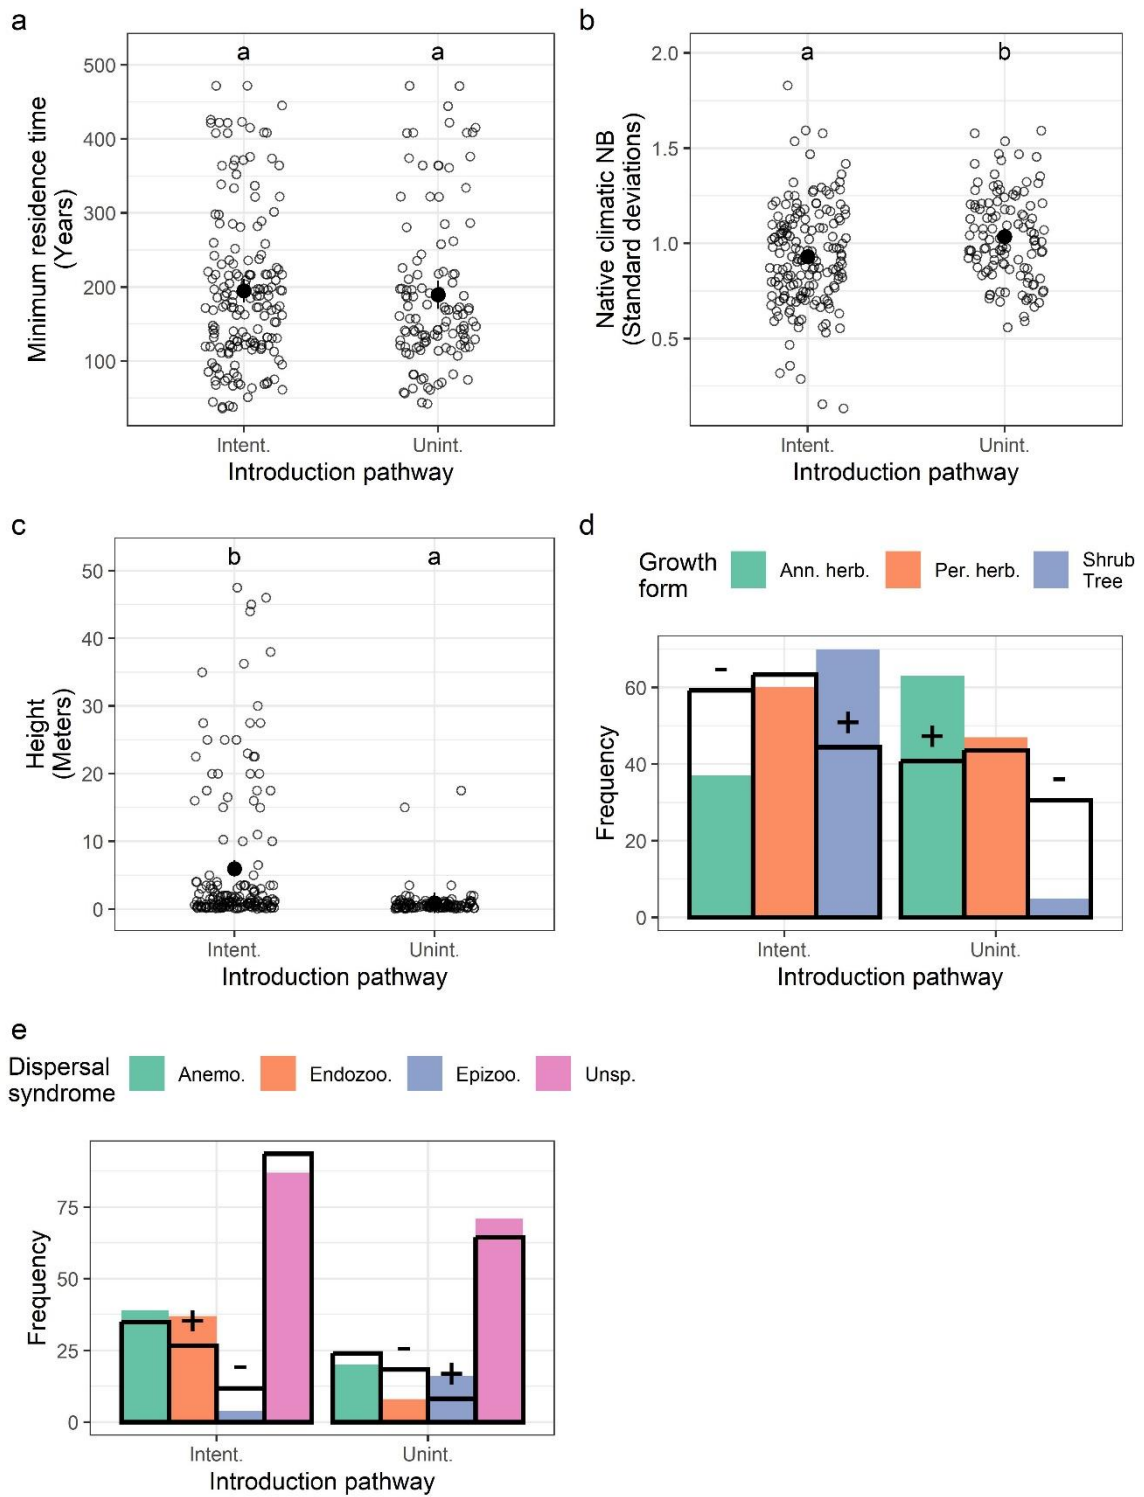 a
Minimum residence time
(Years)
500
400
300
200
100
a
a
Intent.
Unint.
Introduction pathway
b
Native climatic NB
(Standard deviations)
2.0
1.5
1.0
0.5
a
b
Intent.
Unint.
Introduction pathway
c
Height
(Meters)
50
40
30
20
10
0
b
a
Intent.
Unint.
Introduction pathway
d
Growth
form
Ann. herb.
Per. herb.
Shrub
Tree
Frequency
60
40
20
0
-
+
+
-
Intent.
Unint.
Introduction pathway
e
Dispersal
syndrome
Anemo.
Endozoo.
Epizoo.
Unsp.
Frequency
75
50
25
0
+
-
-
+
Intent.
Unint.
Introduction pathway